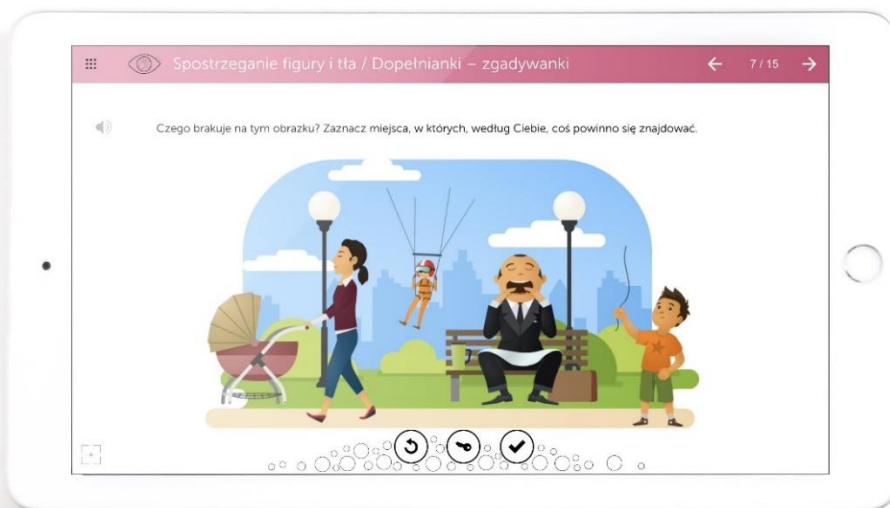 Spostrzeganie figury i tła / Dopełnianki – zgadywanki
7 / 15
Czego brakuje na tym obrazku? Zaznacz miejsca, w których, według Ciebie, coś powinno się znajdować.